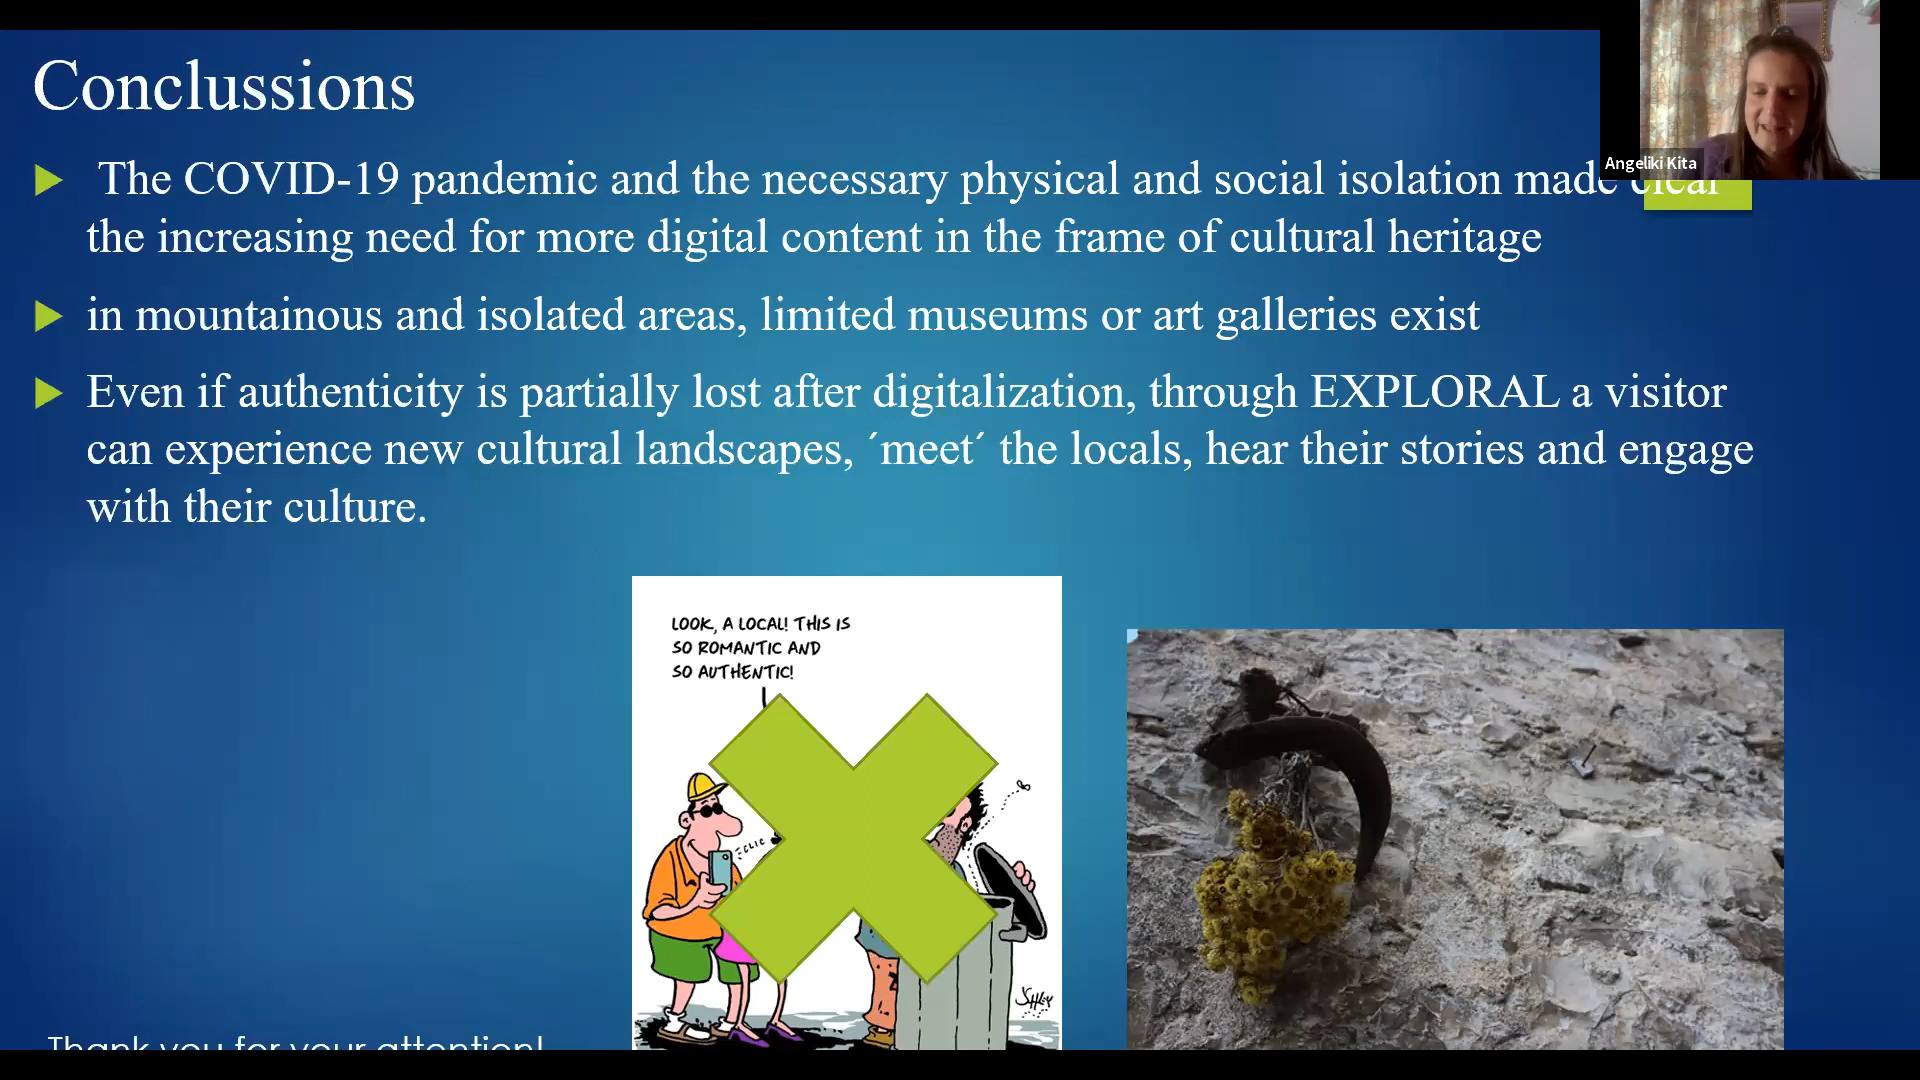 Conclussions
The COVID-19 pandemic and the necessary physical and social isolation made clear
the increasing need for more digital content in the frame of cultural heritage
in mountainous and isolated areas, limited museums or art galleries exist
Even if authenticity is partially lost after digitalization, through EXPLORAL a visitor
can experience new cultural landscapes, ´meet´ the locals, hear their stories and engage
with their culture.
Angeliki Kita
LOOK, A LOCAL! THIS IS
SO ROMANTIC AND
SO AUTHENTIC!
CLIC
Thank you for your attention!